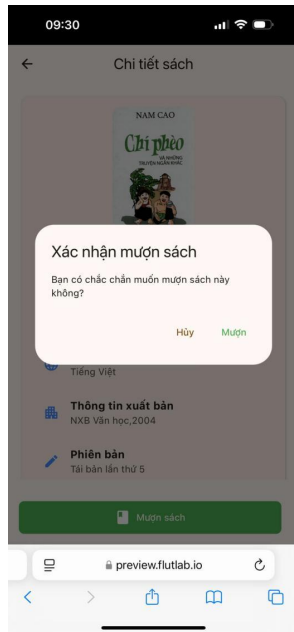 09:30
Chi tiết sách
NAM CAO
Chí phèo
VÀ NHỮNG
TRUYỆN NGẮN KHÁC
Xác nhận mượn sách
Bạn có chắc chắn muốn mượn sách này
không?
Hủy
Mượn
Tiếng Việt
Thông tin xuất bản
NXB Văn học,2004
Phiên bản
Tái bản lần thứ 5
Mượn sách
preview.flutlab.io